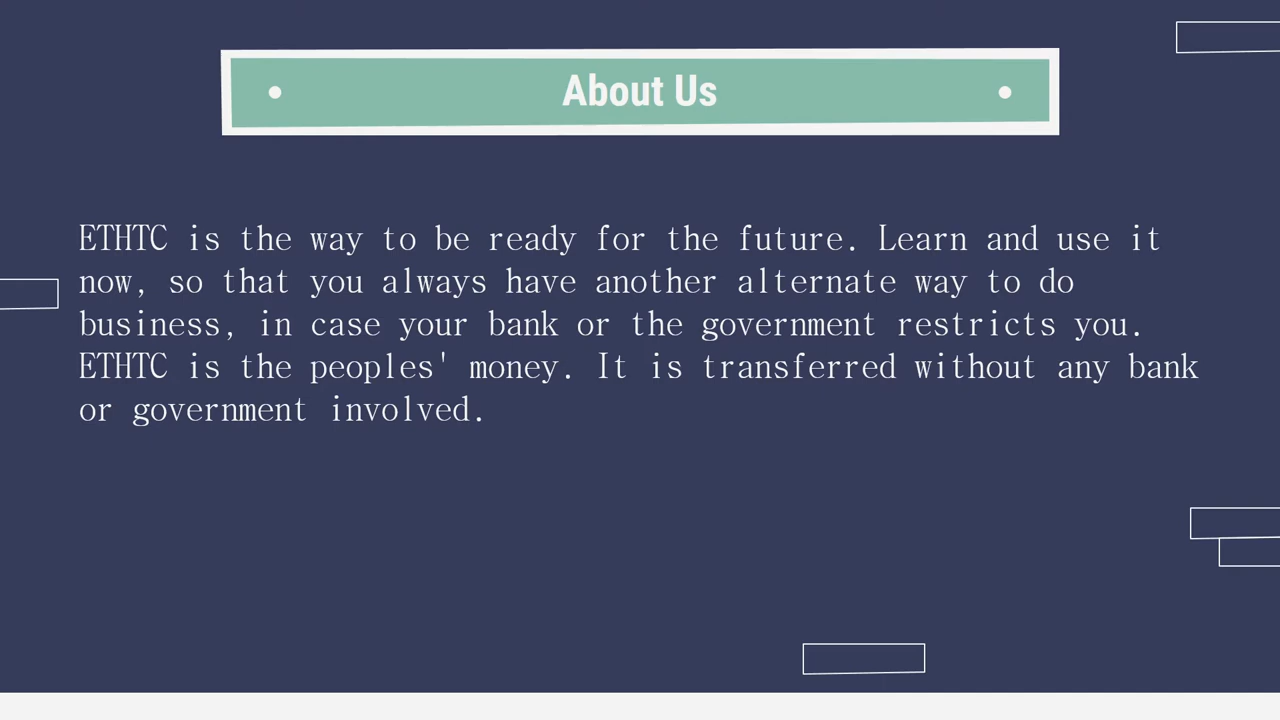 About Us
ETHTC is the way to be ready for the future. Learn and use it
now, so that you always have another alternate way to do
business, in case your bank or the government restricts you.
ETHTC is the peoples' money. It is transferred without any bank
or government involved.